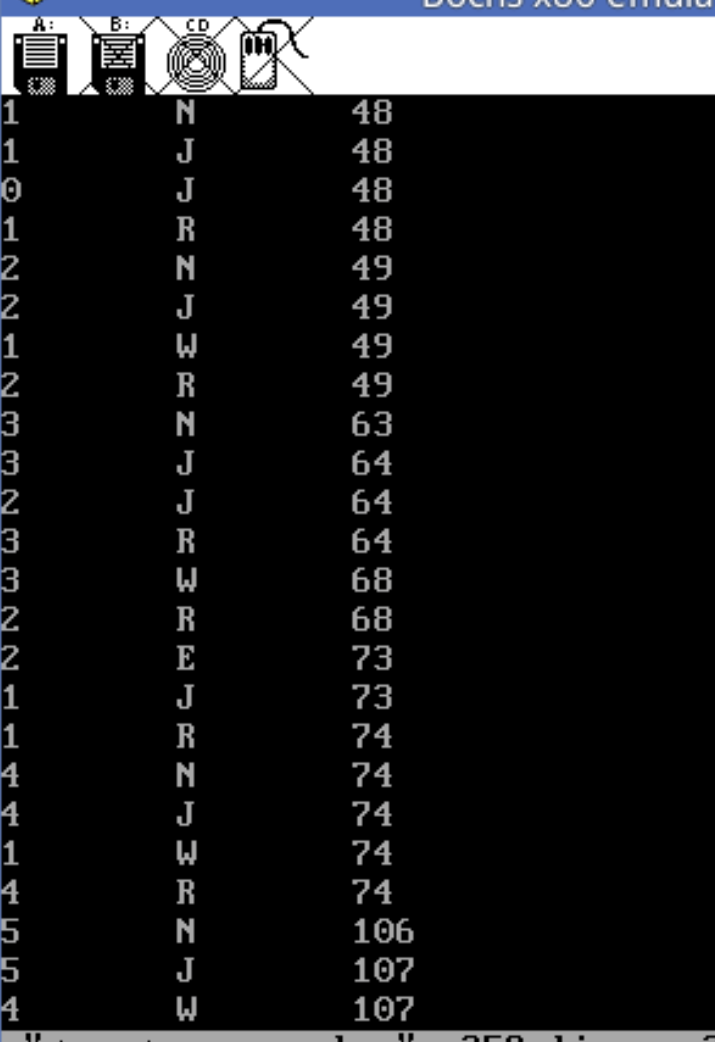 Bochs x86 emula
A: B: CD
1 N 48
1 J 48
0 J 48
1 R 48
2 N 49
2 J 49
1 W 49
2 R 49
3 N 63
3 J 64
2 J 64
3 R 64
3 W 68
2 R 68
2 E 73
1 J 73
1 R 74
4 N 74
4 J 74
1 W 74
4 R 74
5 N 106
5 J 107
4 W 107